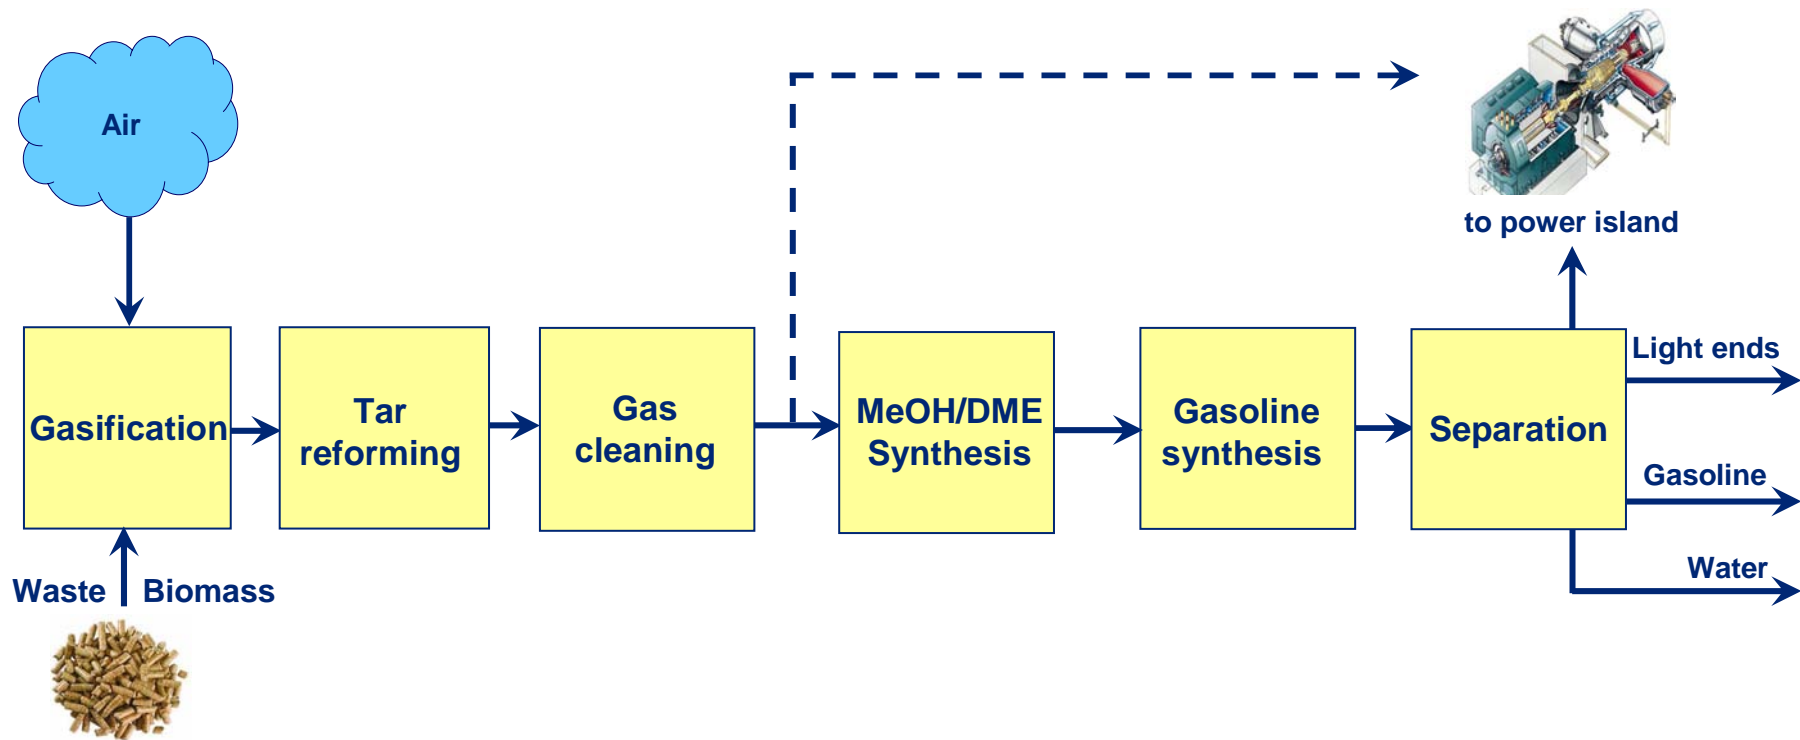 Air
to power island
Gasification
Tar
reforming
Gas
cleaning
MeOH/DME
Synthesis
Gasoline
synthesis
Separation
Light ends
Gasoline
Water
Waste Biomass